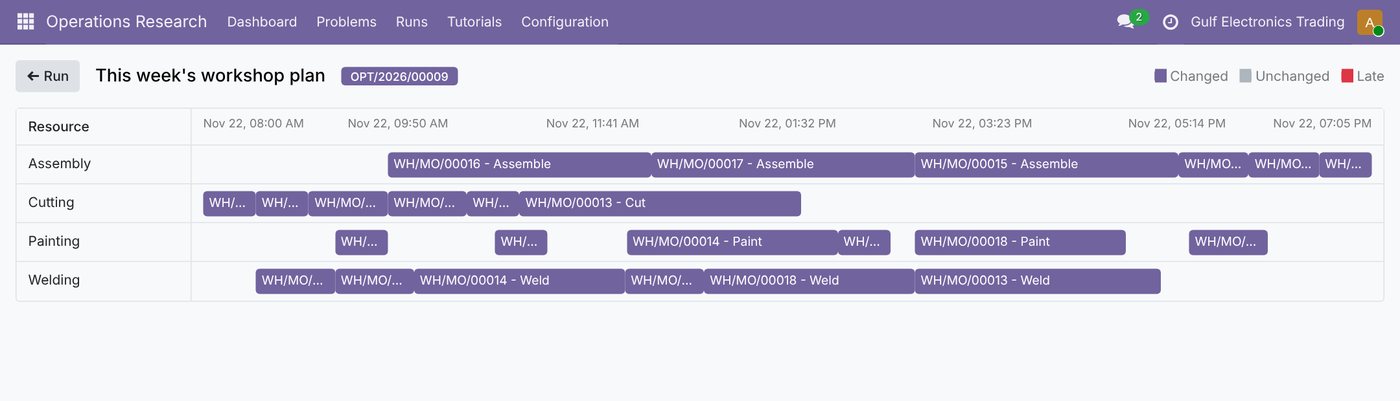 Operations Research Dashboard Problems Runs Tutorials Configuration 2 Gulf Electronics Trading A
← Run This week's workshop plan OPT/2026/00009 Changed Unchanged Late
Resource Nov 22, 08:00 AM Nov 22, 09:50 AM Nov 22, 11:41 AM Nov 22, 01:32 PM Nov 22, 03:23 PM Nov 22, 05:14 PM Nov 22, 07:05 PM
Assembly WH/MO/00016 - Assemble WH/MO/00017 - Assemble WH/MO/00015 - Assemble WH/MO... WH/MO... WH/...
Cutting WH/... WH/... WH/MO/... WH/MO/... WH/... WH/MO/00013 - Cut
Painting WH/... WH/... WH/MO/00014 - Paint WH/... WH/MO/00018 - Paint WH/MO/...
Welding WH/MO/... WH/MO/... WH/MO/00014 - Weld WH/MO/... WH/MO/00018 - Weld WH/MO/00013 - Weld